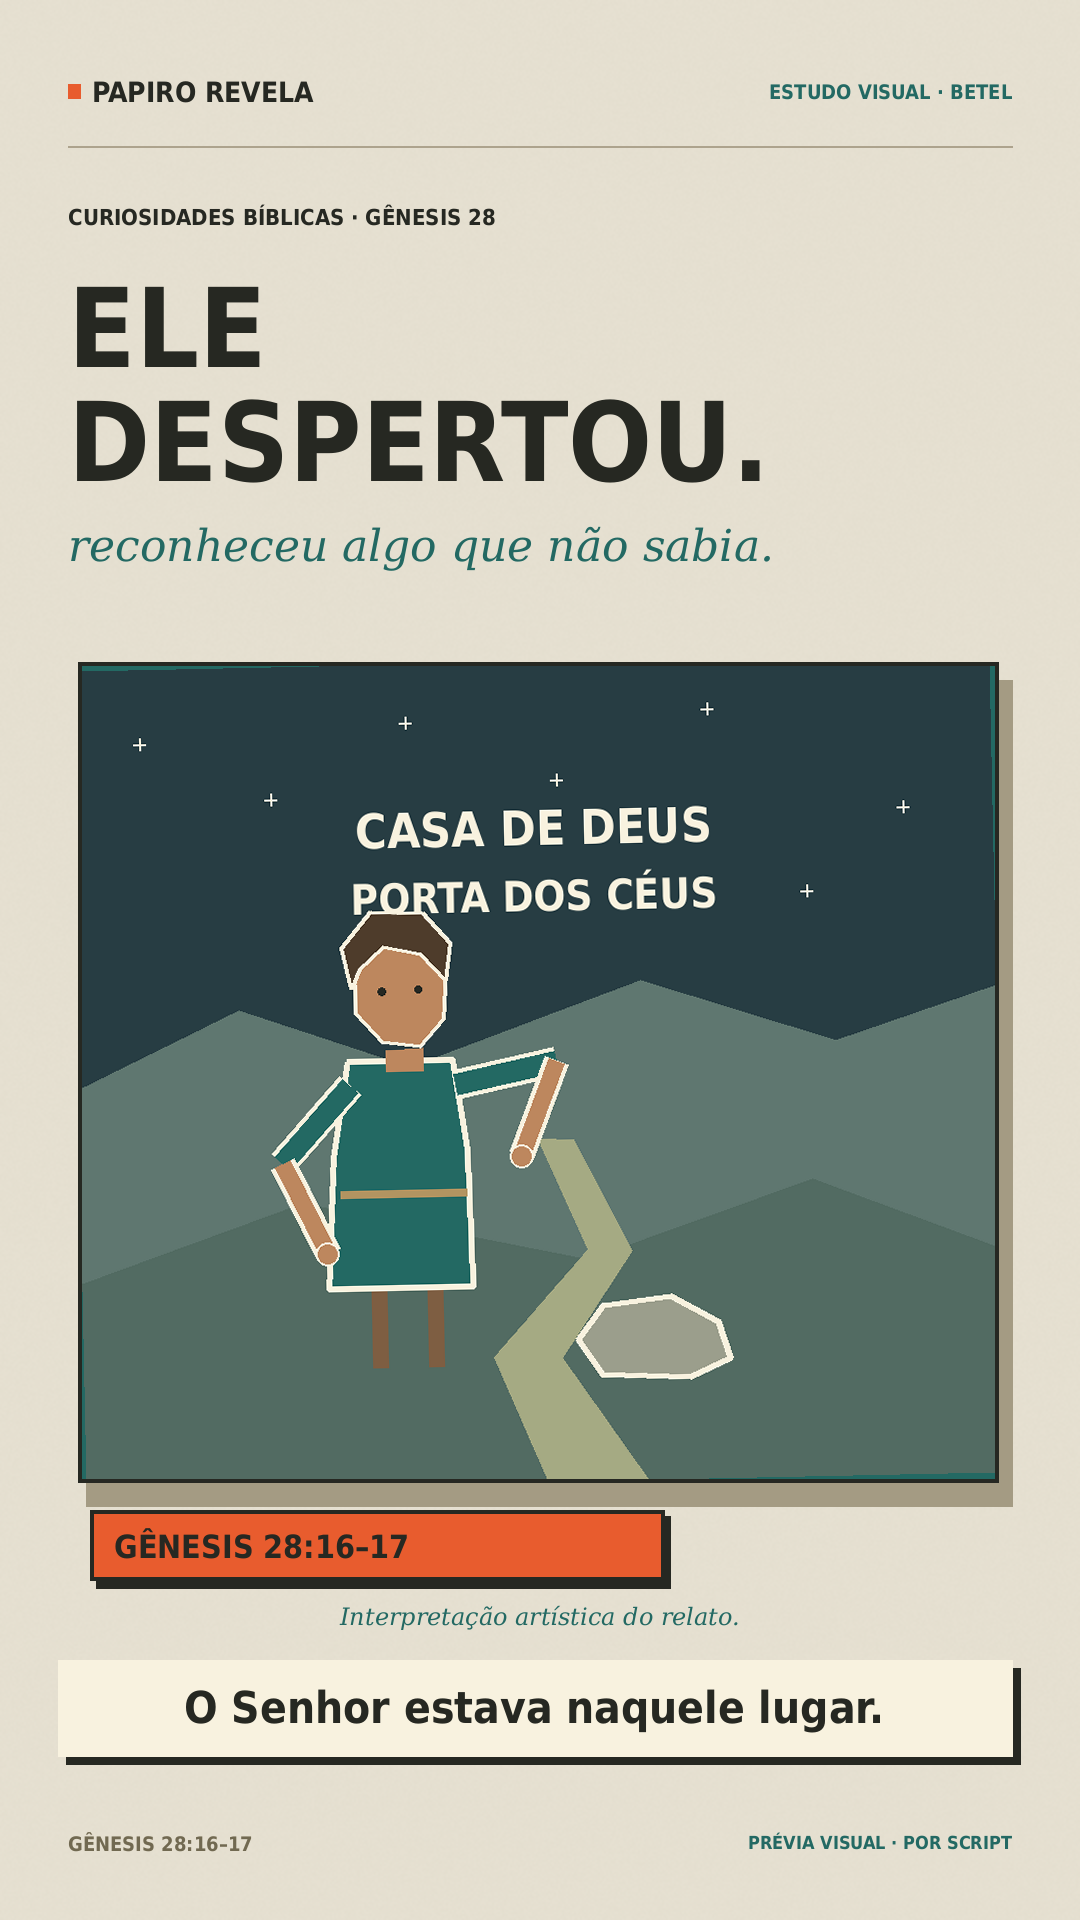 PAPIRO REVELA
ESTUDO VISUAL · BETEL
CURIOSIDADES BÍBLICAS · GÊNESIS 28
ELE
DESPERTOU.
reconheceu algo que não sabia.
CASA DE DEUS
PORTA DOS CÉUS
GÊNESIS 28:16–17
Interpretação artística do relato.
O Senhor estava naquele lugar.
GÊNESIS 28:16–17
PRÉVIA VISUAL · POR SCRIPT